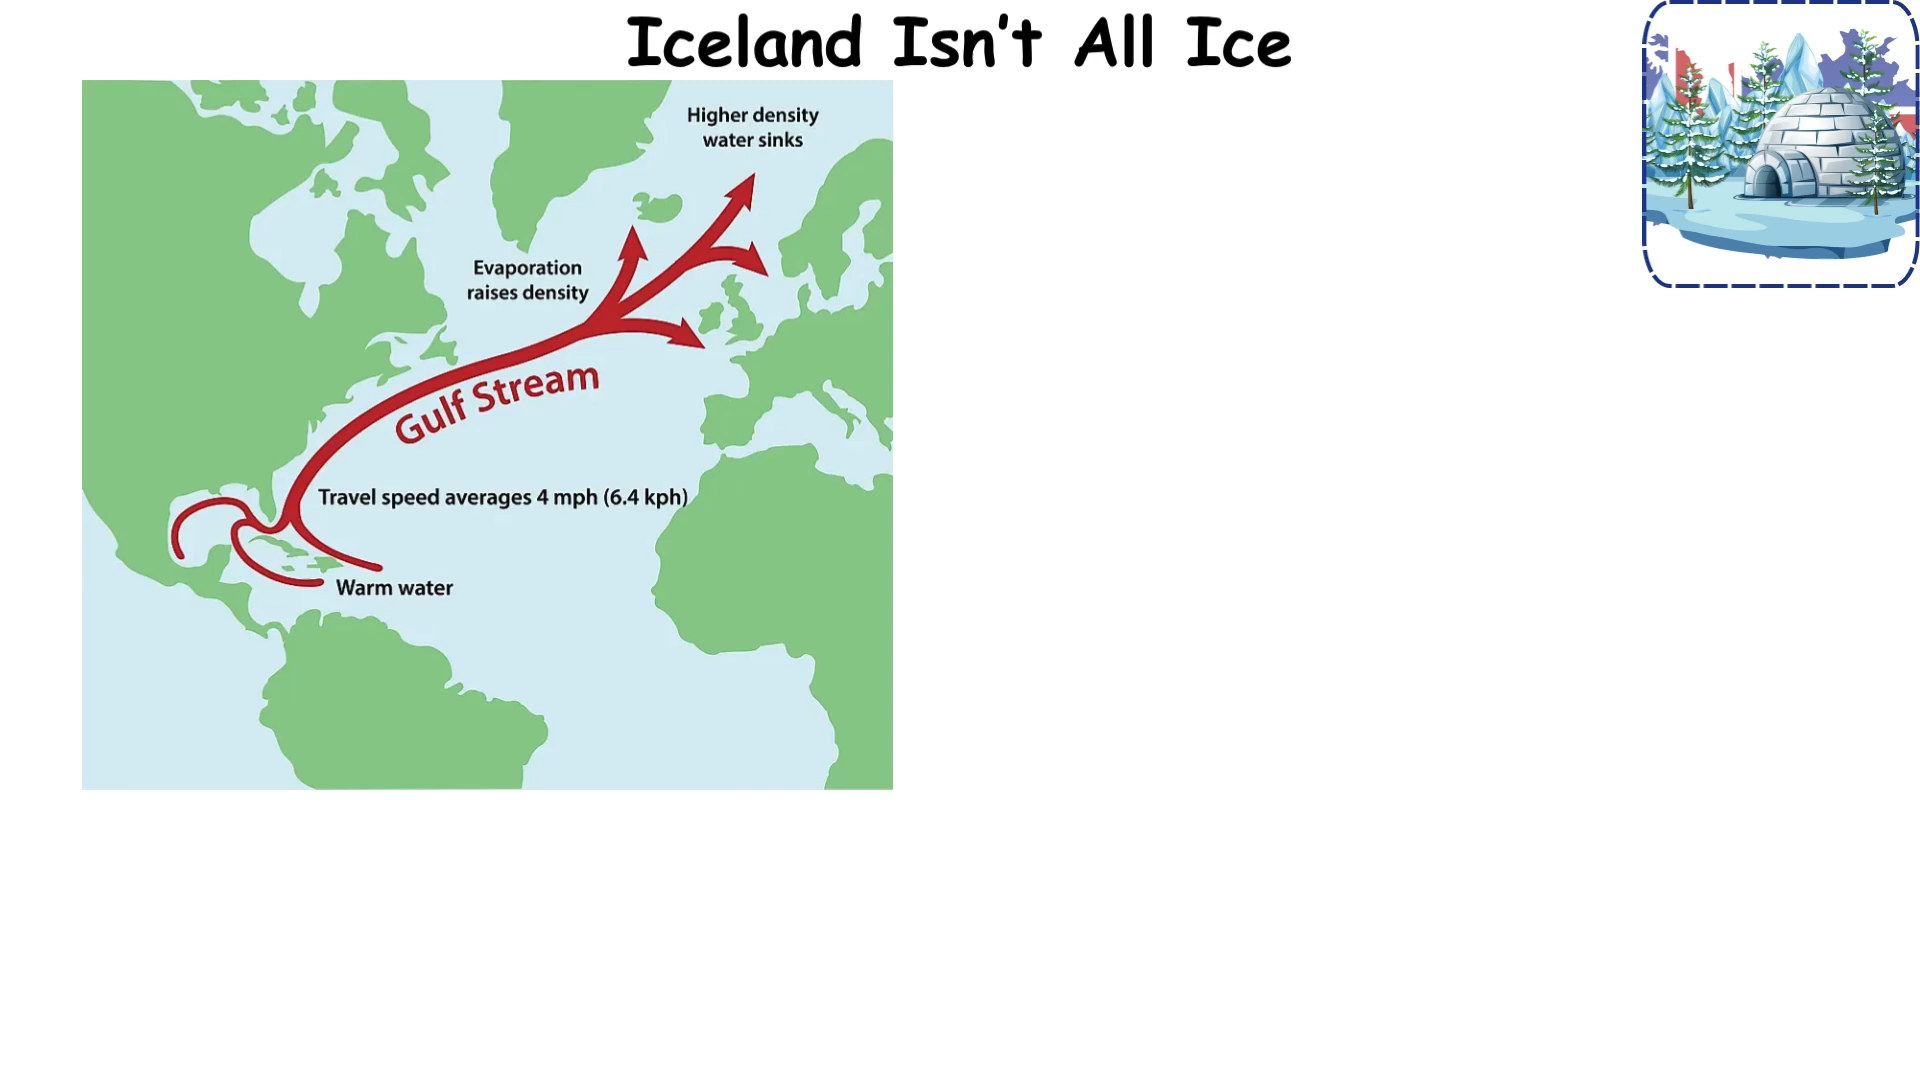 Iceland Isn't All Ice
Higher density
water sinks
Evaporation
raises density
Gulf Stream
Travel speed averages 4 mph (6.4 kph)
Warm water